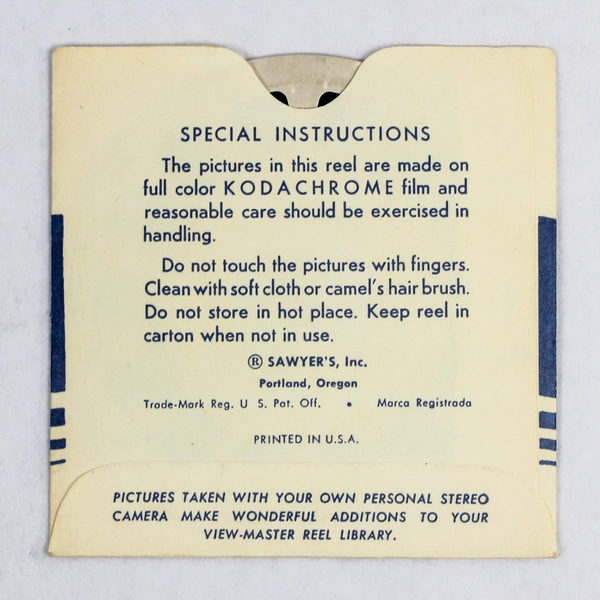 SPECIAL INSTRUCTIONS
The pictures in this reel are made on
full color KODACHROME film and
reasonable care should be exercised in
handling.
Do not touch the pictures with fingers.
Clean with soft cloth or camel's hair brush.
Do not store in hot place. Keep reel in
carton when not in use.
® SAWYER'S, Inc.
Portland, Oregon
Trade-Mark Reg. U S. Pat. Off. • Marca Registrada
PRINTED IN U.S.A.
PICTURES TAKEN WITH YOUR OWN PERSONAL STEREO
CAMERA MAKE WONDERFUL ADDITIONS TO YOUR
VIEW-MASTER REEL LIBRARY.